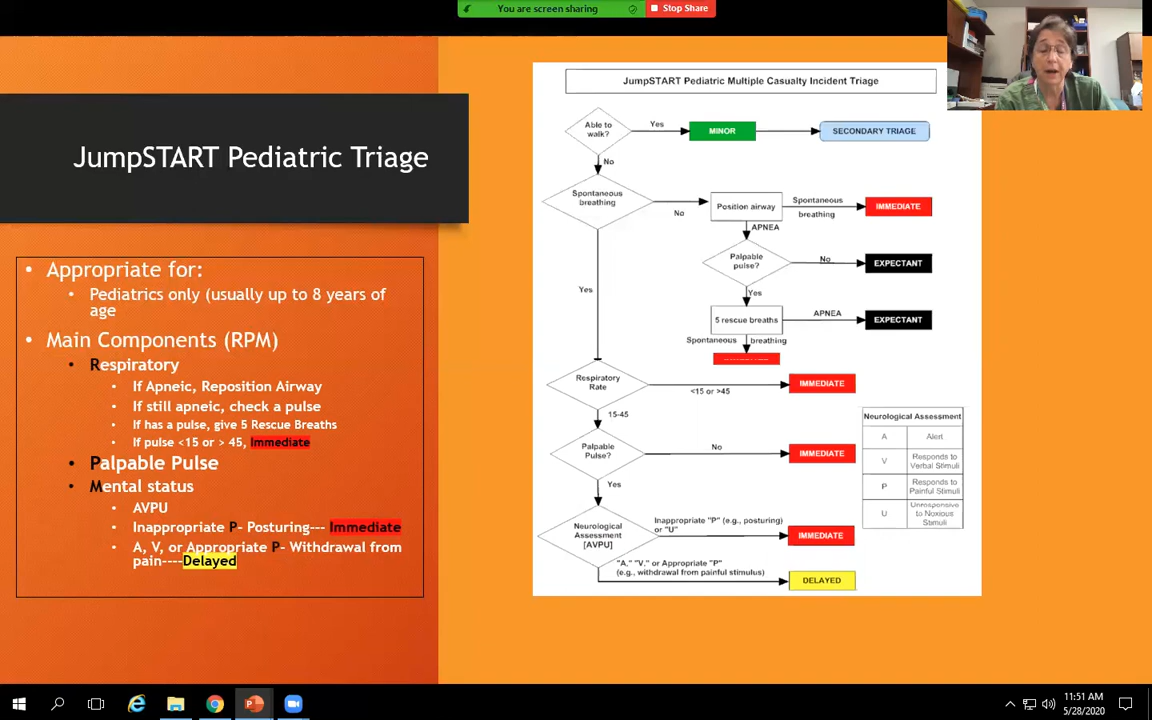 You are screen sharing
Stop Share
JumpSTART Pediatric Triage
• Appropriate for:
• Pediatrics only (usually up to 8 years of
age
• Main Components (RPM)
• Respiratory
• If Apneic, Reposition Airway
• If still apneic, check a pulse
• If has a pulse, give 5 Rescue Breaths
• If pulse <15 or > 45, Immediate
• Palpable Pulse
• Mental status
• AVPU
• Inappropriate P- Posturing--- Immediate
• A, V, or Appropriate P- Withdrawal from
pain----Delayed
JumpSTART Pediatric Multiple Casualty Incident Triage
Able to
walk?
Yes
MINOR
SECONDARY TRIAGE
No
Spontaneous
breathing
No
Position airway
Spontaneous
breathing
IMMEDIATE
APNEA
Palpable
pulse?
No
EXPECTANT
Yes
Yes
5 rescue breaths
APNEA
EXPECTANT
Spontaneous breathing
Respiratory
Rate
<15 or >45
IMMEDIATE
15-45
Palpable
Pulse?
No
IMMEDIATE
Yes
Neurological
Assessment
[AVPU]
Inappropriate "P" (e.g., posturing)
or "U"
IMMEDIATE
"A," "V," or Appropriate "P"
(e.g., withdrawal from painful stimulus)
DELAYED
Neurological Assessment
A Alert
V Responds to
Verbal Stimuli
P Responds to
Painful Stimuli
U Unresponsive
to Noxious
Stimuli
11:51 AM
5/28/2020